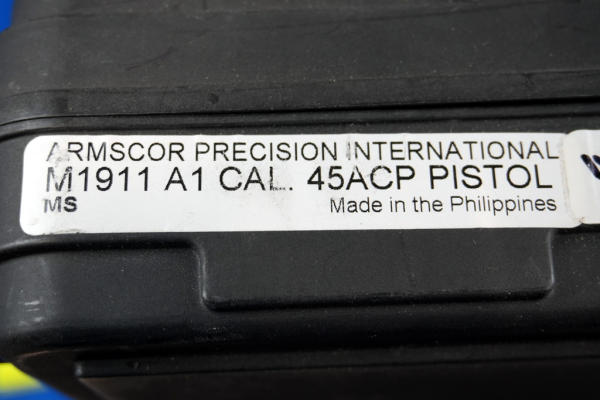 ARMSCOR PRECISION INTERNATIONAL
M1911 A1 CAL. 45ACP PISTOL
MS Made in the Philippines